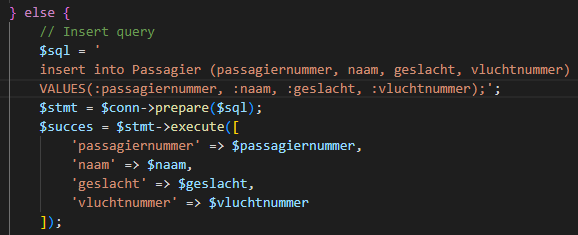 } else {
// Insert query
$sql = '
insert into Passagier (passagiernummer, naam, geslacht, vluchtnummer)
VALUES(:passagiernummer, :naam, :geslacht, :vluchtnummer);';
$stmt = $conn->prepare($sql);
$succes = $stmt->execute([
'passagiernummer' => $passagiernummer,
'naam' => $naam,
'geslacht' => $geslacht,
'vluchtnummer' => $vluchtnummer
]);